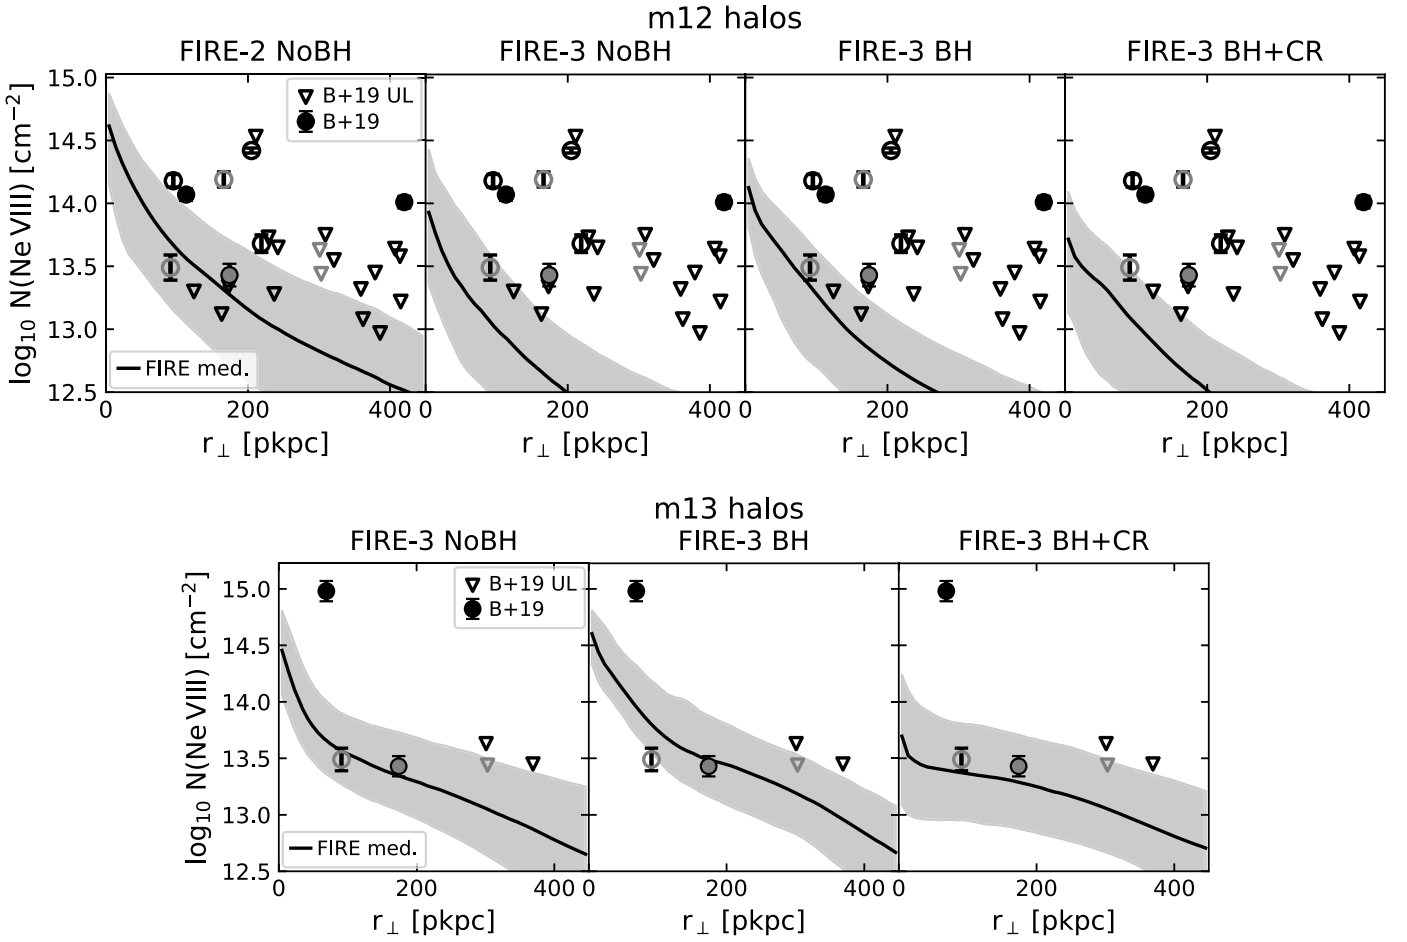 m12 halos
FIRE-2 NoBH FIRE-3 NoBH FIRE-3 BH FIRE-3 BH+CR
log10 N(Ne VIII) [cm−2]
15.0
14.5
14.0
13.5
13.0
12.5
B+19 UL
B+19
FIRE med.
0 200 400 0 200 400 0 200 400 0 200 400
r⊥ [pkpc] r⊥ [pkpc] r⊥ [pkpc] r⊥ [pkpc]
m13 halos
FIRE-3 NoBH FIRE-3 BH FIRE-3 BH+CR
log10 N(Ne VIII) [cm−2]
15.0
14.5
14.0
13.5
13.0
12.5
B+19 UL
B+19
FIRE med.
0 200 400 0 200 400 0 200 400
r⊥ [pkpc] r⊥ [pkpc] r⊥ [pkpc]